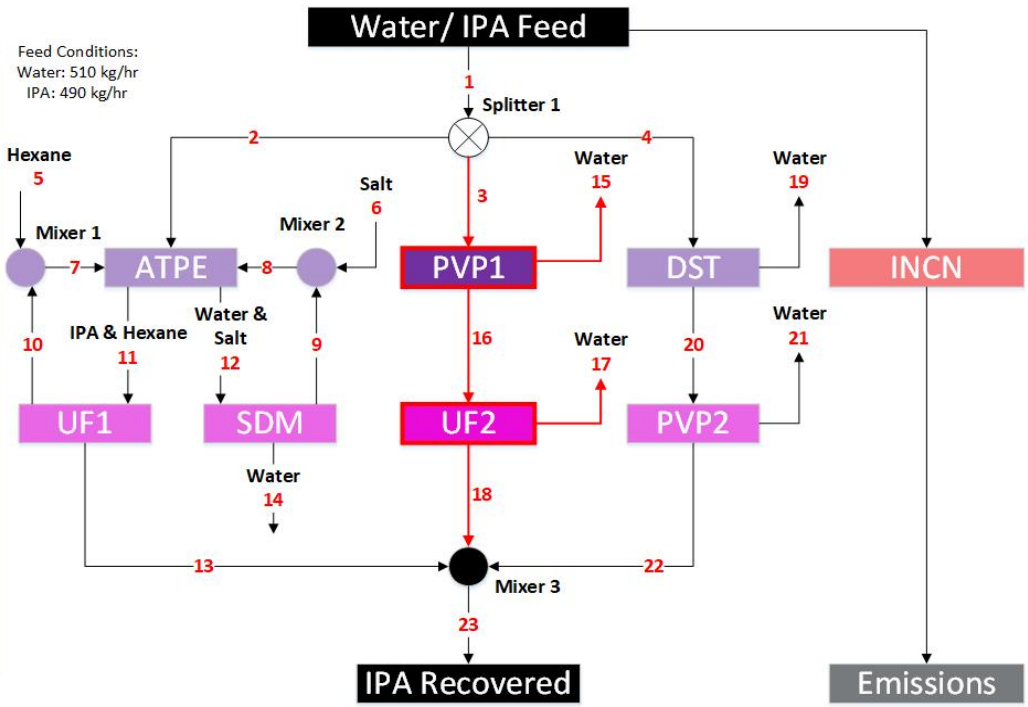 Water/ IPA Feed
Feed Conditions:
Water: 510 kg/hr
IPA: 490 kg/hr
1
Splitter 1
2
4
Hexane
5
Salt
6
3
Water
15
Water
19
Mixer 1
Mixer 2
7
ATPE
8
PVP1
DST
INCN
10
IPA & Hexane
11
Water &
Salt
12
9
16
Water
17
20
Water
21
UF1
SDM
UF2
PVP2
Water
14
18
13
22
Mixer 3
23
IPA Recovered
Emissions